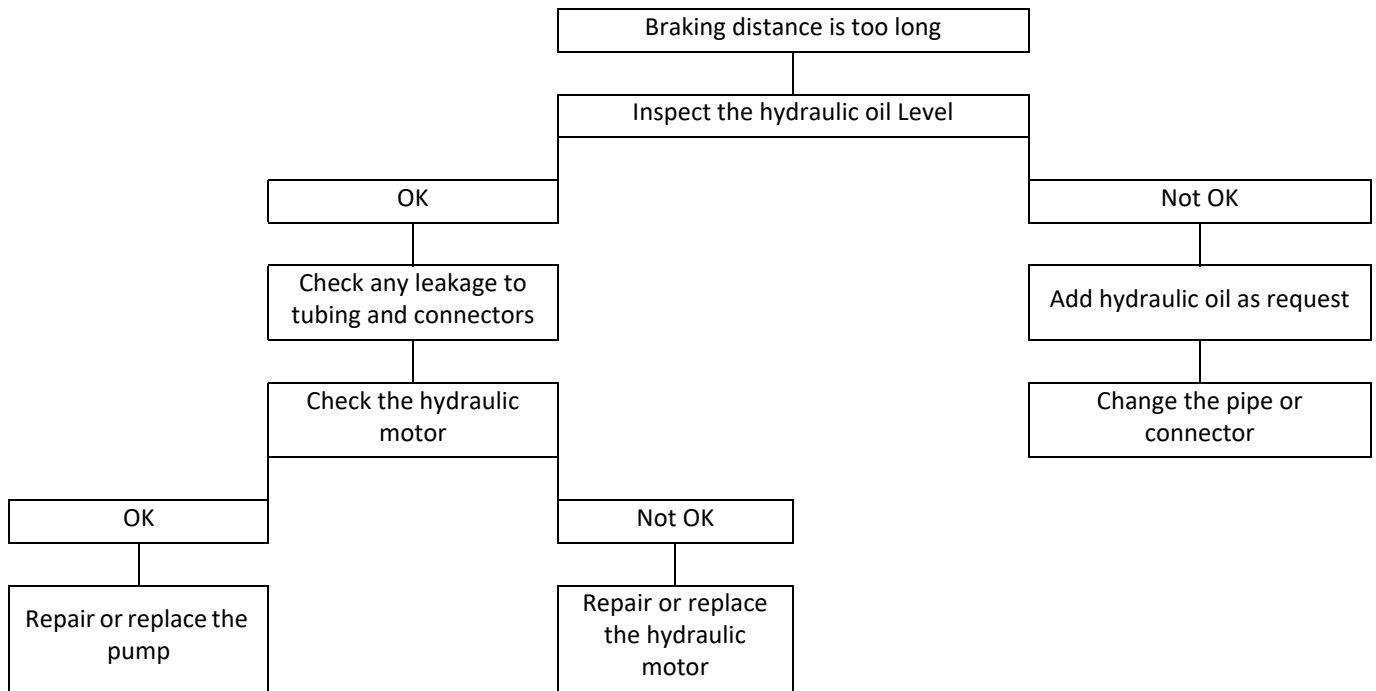 Braking distance is too long
Inspect the hydraulic oil Level
OK
Not OK
Check any leakage to
tubing and connectors
Add hydraulic oil as request
Check the hydraulic
motor
Change the pipe or
connector
OK
Not OK
Repair or replace the
pump
Repair or replace
the hydraulic
motor